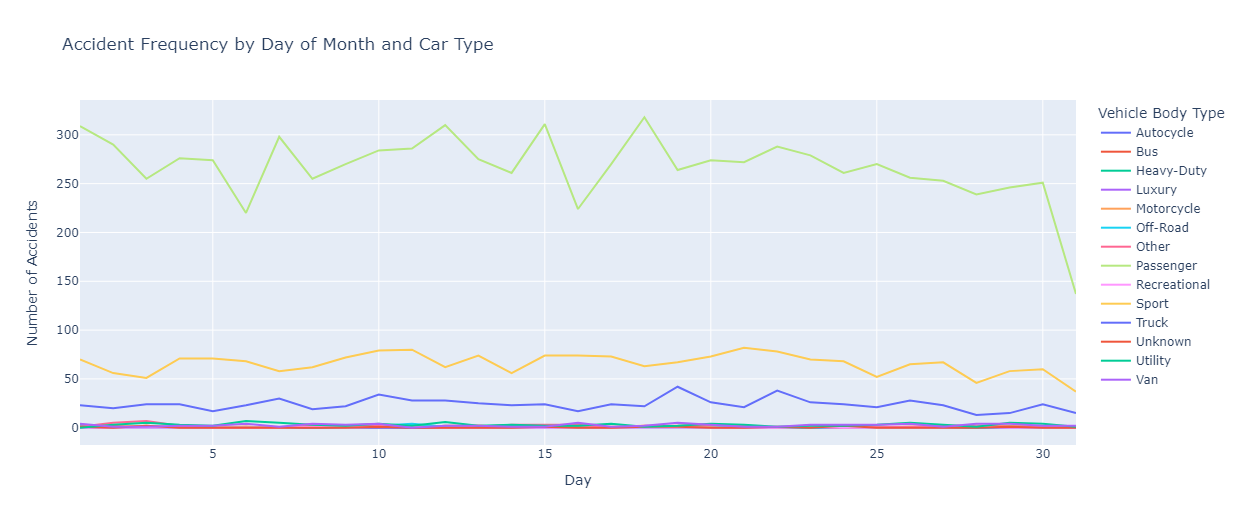 Accident Frequency by Day of Month and Car Type
Number of Accidents
300
250
200
150
100
50
0
5
10
15
20
25
30
Day
Vehicle Body Type
Autocycle
Bus
Heavy-Duty
Luxury
Motorcycle
Off-Road
Other
Passenger
Recreational
Sport
Truck
Unknown
Utility
Van